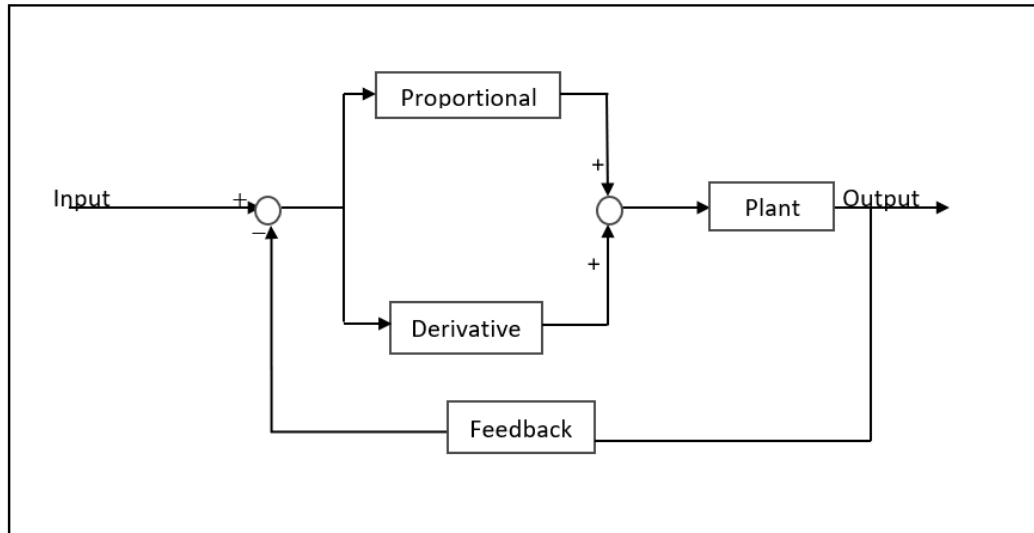 Proportional
+
Input
+
Plant
Output
−
+
Derivative
Feedback